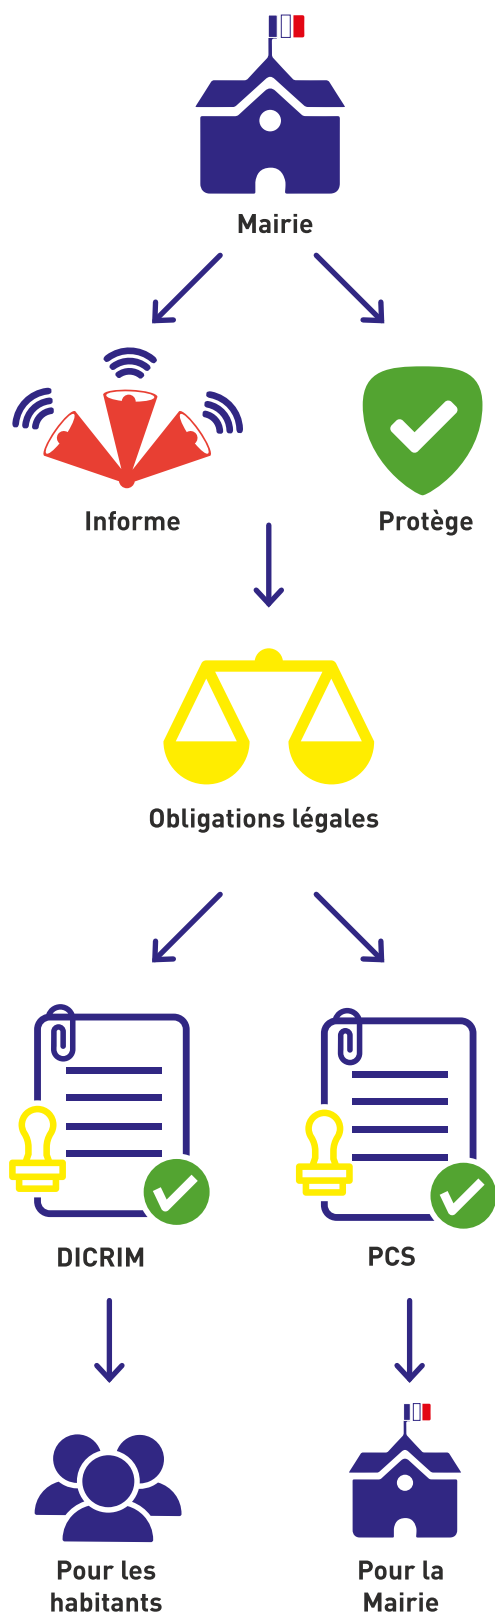 Mairie
Informe
Protège
Obligations légales
DICRIM
PCS
Pour les
habitants
Pour la
Mairie